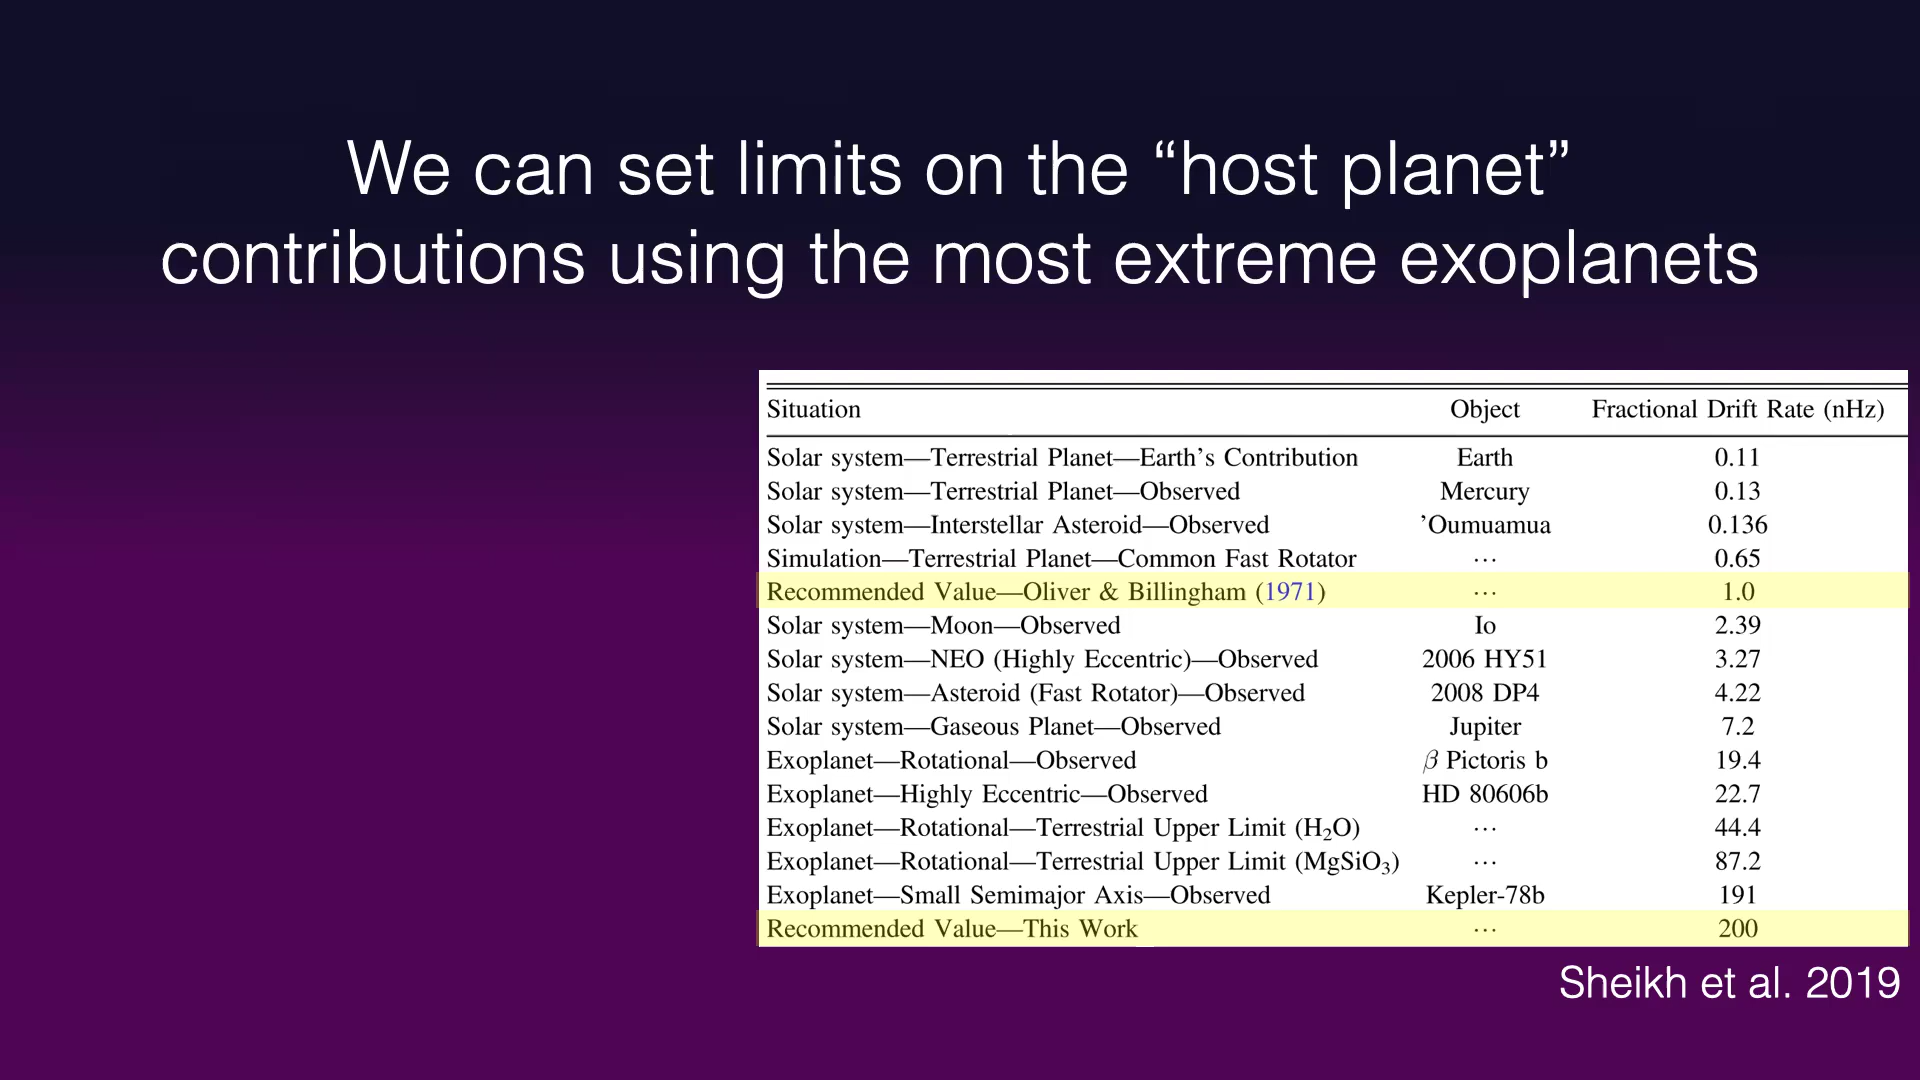 We can set limits on the “host planet”
contributions using the most extreme exoplanets
Situation Object Fractional Drift Rate (nHz)
Solar system—Terrestrial Planet—Earth’s Contribution Earth 0.11
Solar system—Terrestrial Planet—Observed Mercury 0.13
Solar system—Interstellar Asteroid—Observed ’Oumuamua 0.136
Simulation—Terrestrial Planet—Common Fast Rotator ⋯ 0.65
Recommended Value—Oliver & Billingham (1971) ⋯ 1.0
Solar system—Moon—Observed Io 2.39
Solar system—NEO (Highly Eccentric)—Observed 2006 HY51 3.27
Solar system—Asteroid (Fast Rotator)—Observed 2008 DP4 4.22
Solar system—Gaseous Planet—Observed Jupiter 7.2
Exoplanet—Rotational—Observed β Pictoris b 19.4
Exoplanet—Highly Eccentric—Observed HD 80606b 22.7
Exoplanet—Rotational—Terrestrial Upper Limit (H₂O) ⋯ 44.4
Exoplanet—Rotational—Terrestrial Upper Limit (MgSiO₃) ⋯ 87.2
Exoplanet—Small Semimajor Axis—Observed Kepler-78b 191
Recommended Value—This Work ⋯ 200
Sheikh et al. 2019